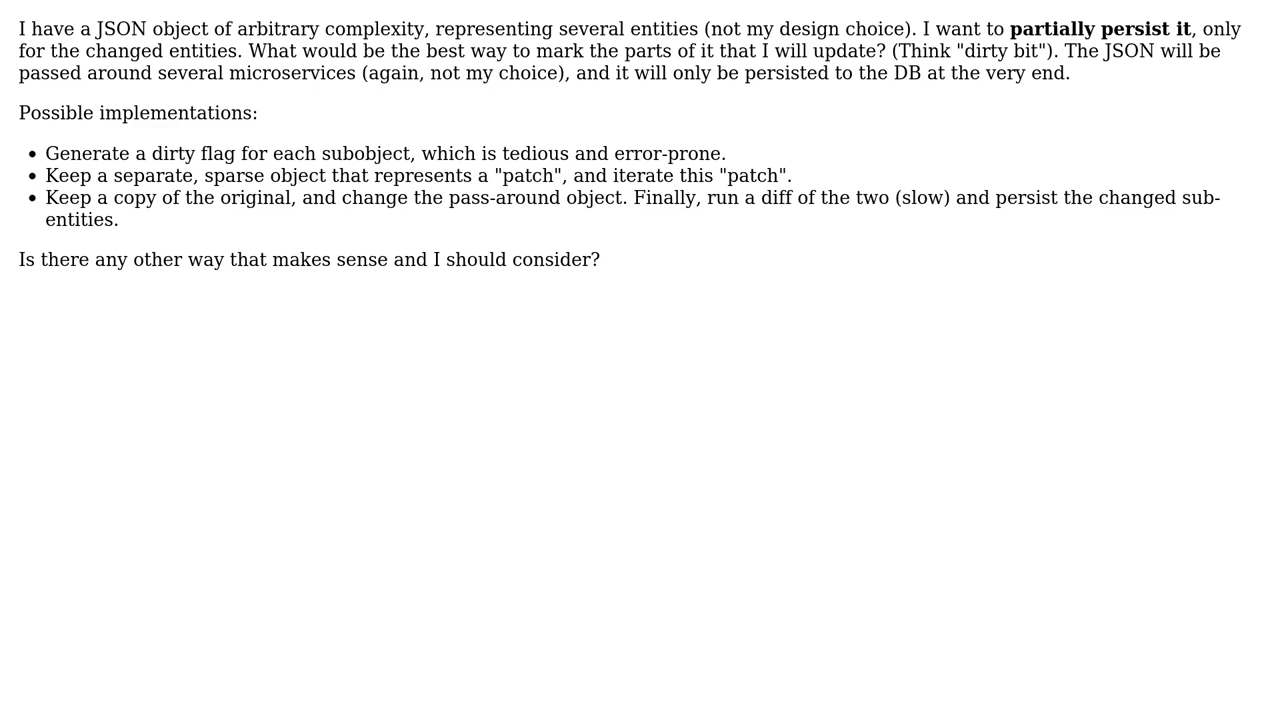 I have a JSON object of arbitrary complexity, representing several entities (not my design choice). I want to partially persist it, only
for the changed entities. What would be the best way to mark the parts of it that I will update? (Think "dirty bit"). The JSON will be
passed around several microservices (again, not my choice), and it will only be persisted to the DB at the very end.
Possible implementations:
• Generate a dirty flag for each subobject, which is tedious and error-prone.
• Keep a separate, sparse object that represents a "patch", and iterate this "patch".
• Keep a copy of the original, and change the pass-around object. Finally, run a diff of the two (slow) and persist the changed sub-
entities.
Is there any other way that makes sense and I should consider?